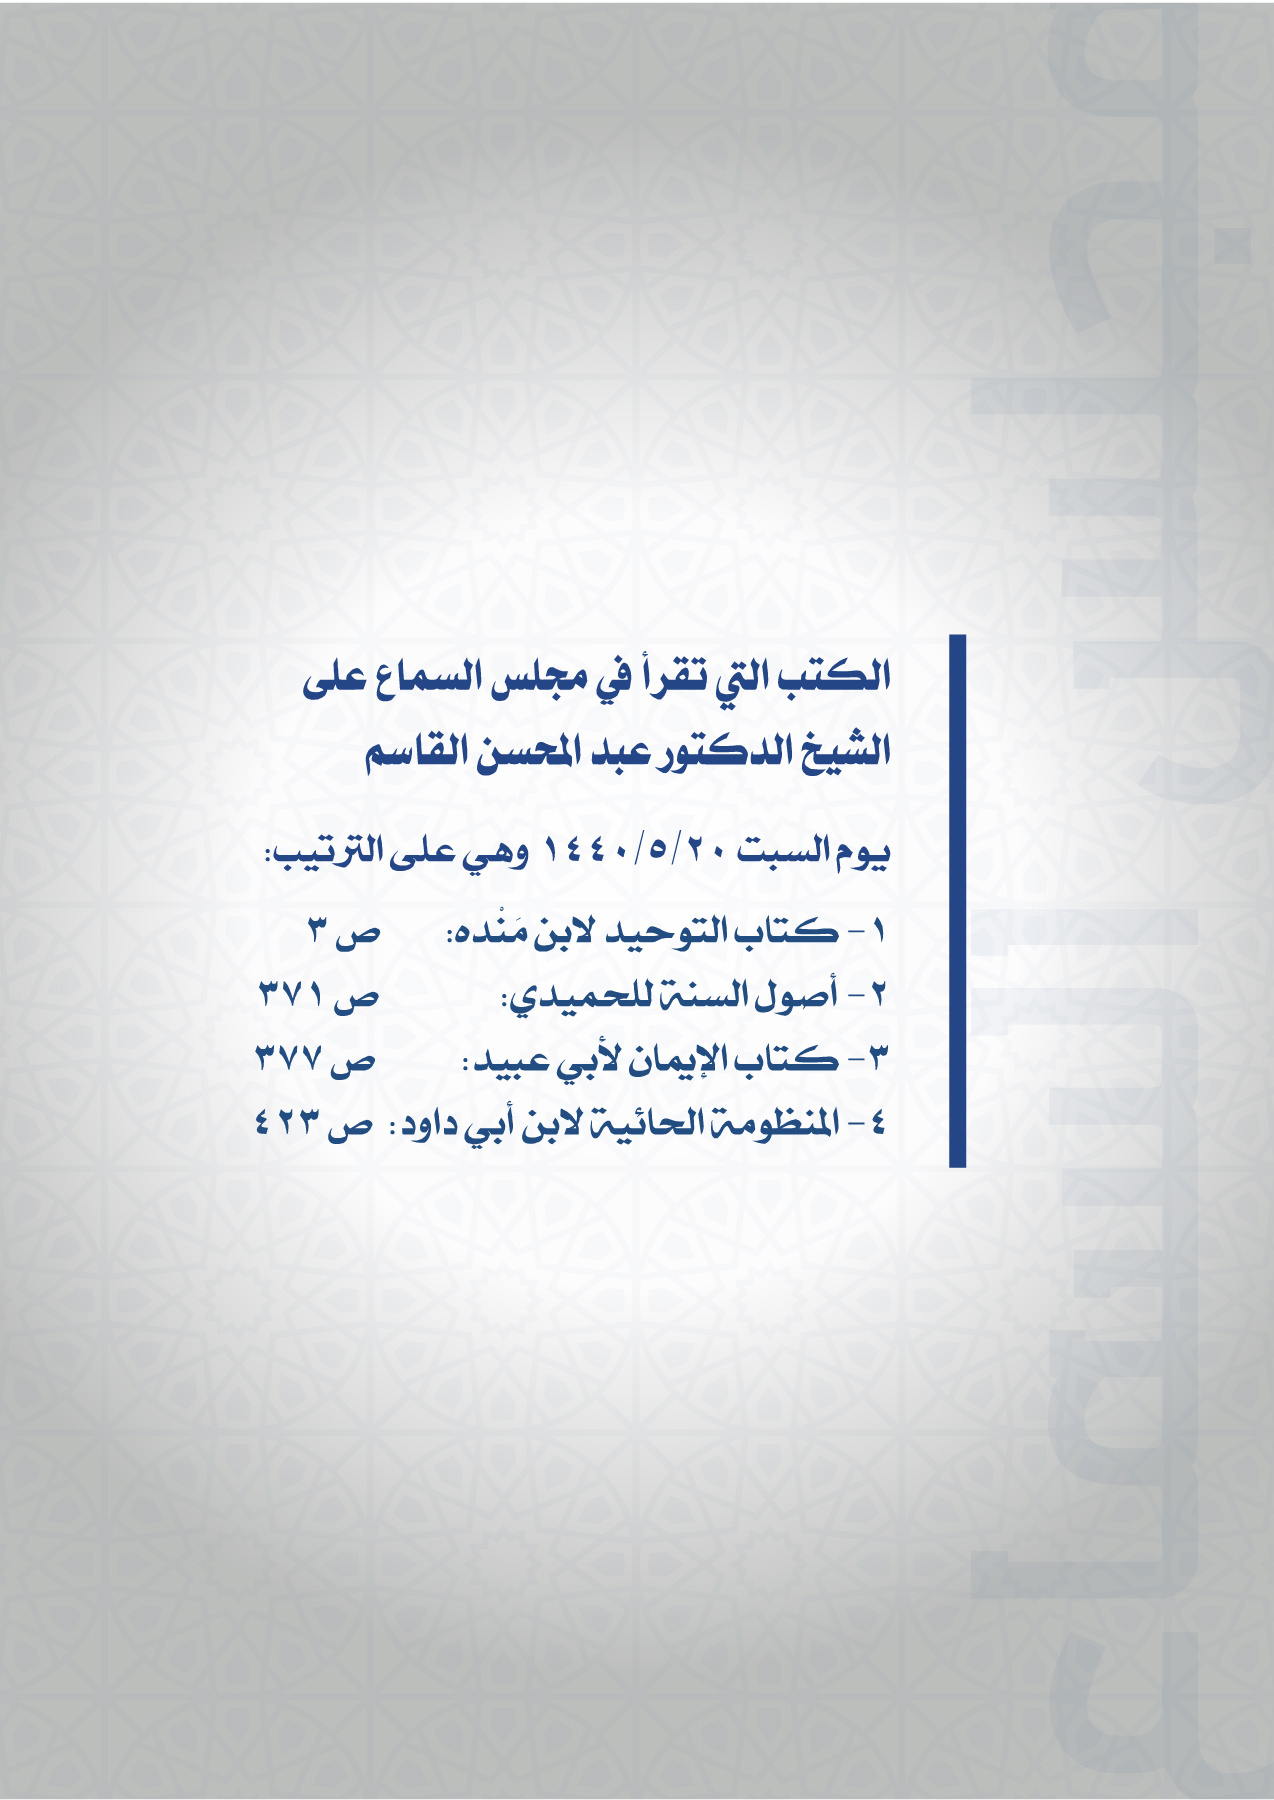 الكتب التي تقرأ في مجلس السماع على
الشيخ الدكتور عبد المحسن القاسم
يوم السبت ١٤٤٠/٥/٢٠ وهي على الترتيب:
١- كتاب التوحيد لابن مَنْده: ص ٣
٢- أصول السنة للحميدي: ص ٣٧١
٣- كتاب الإيمان لأبي عبيد: ص ٣٧٧
٤- المنظومة الحائية لابن أبي داود: ص ٤٢٣